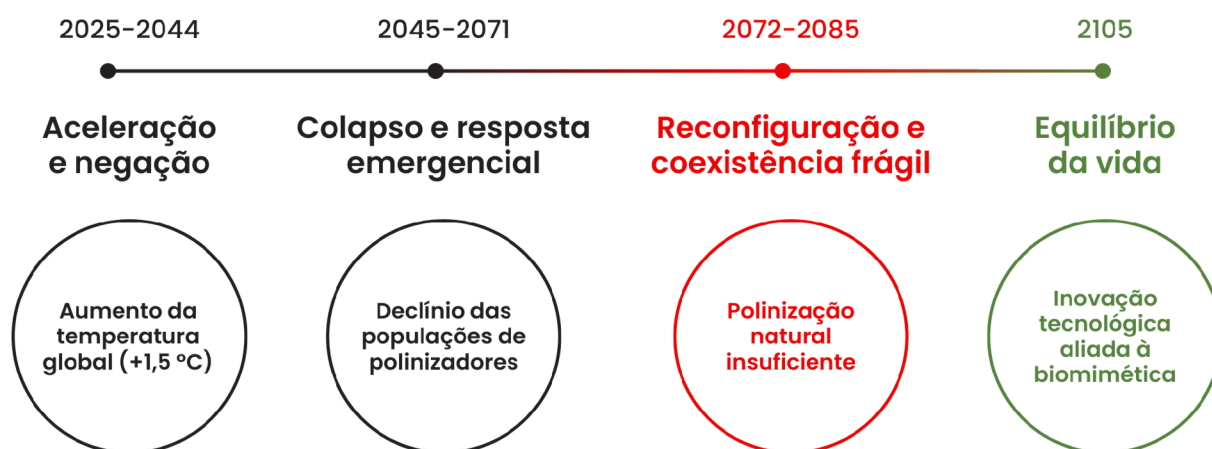 2025-2044
2045-2071
2072-2085
2105
Aceleração
e negação
Colapso e resposta
emergencial
Reconfiguração e
coexistência frágil
Equilíbrio
da vida
Aumento da
temperatura
global (+1,5 ºC)
Declínio das
populações de
polinizadores
Polinização
natural
insuficiente
Inovação
tecnológica
aliada à
biomimética